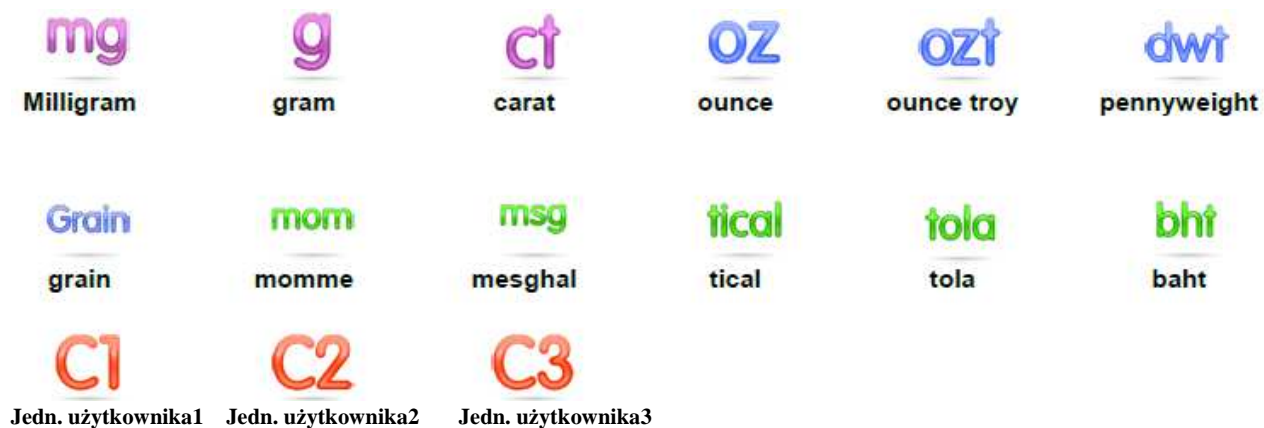 mg g ct oz ozt dwt
Milligram gram carat ounce ounce troy pennyweight
Grain mom msg tical tola bht
grain momme mesghal tical tola baht
C1 C2 C3
Jedn. użytkownika1 Jedn. użytkownika2 Jedn. użytkownika3